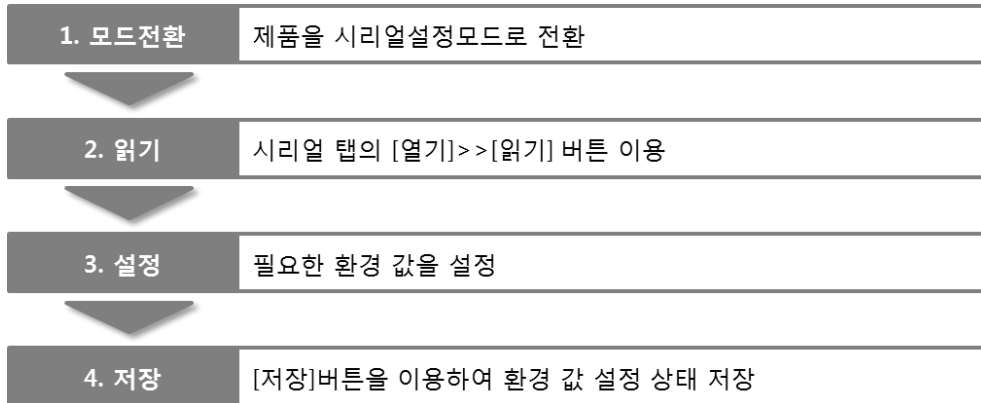 1. 모드전환 제품을 시리얼설정모드로 전환
2. 읽기 시리얼 탭의 [열기]>>[읽기] 버튼 이용
3. 설정 필요한 환경 값을 설정
4. 저장 [저장]버튼을 이용하여 환경 값 설정 상태 저장